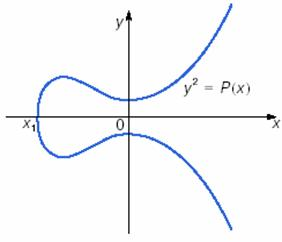 y
y² = P(x)
x₁
0
x